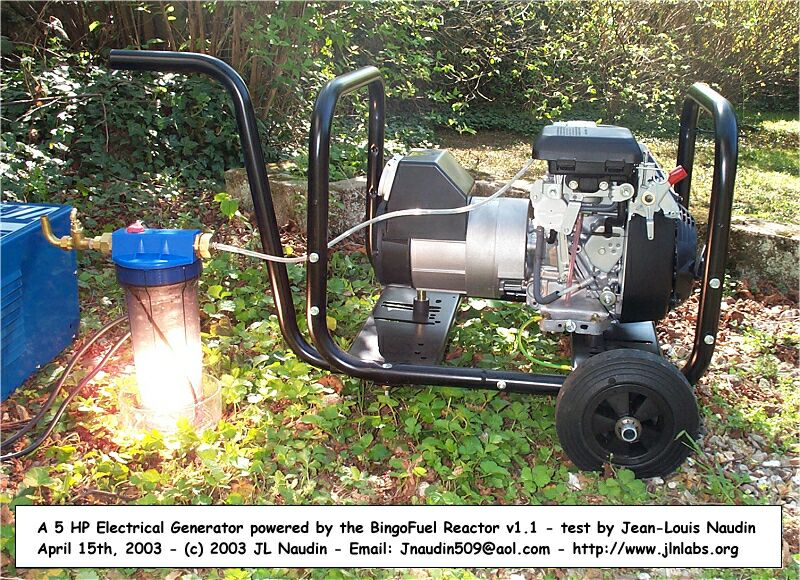 A 5 HP Electrical Generator powered by the BingoFuel Reactor v1.1 - test by Jean-Louis Naudin
April 15th, 2003 - (c) 2003 JL Naudin - Email: Jnaudin509@aol.com - http://www.jlnlabs.org